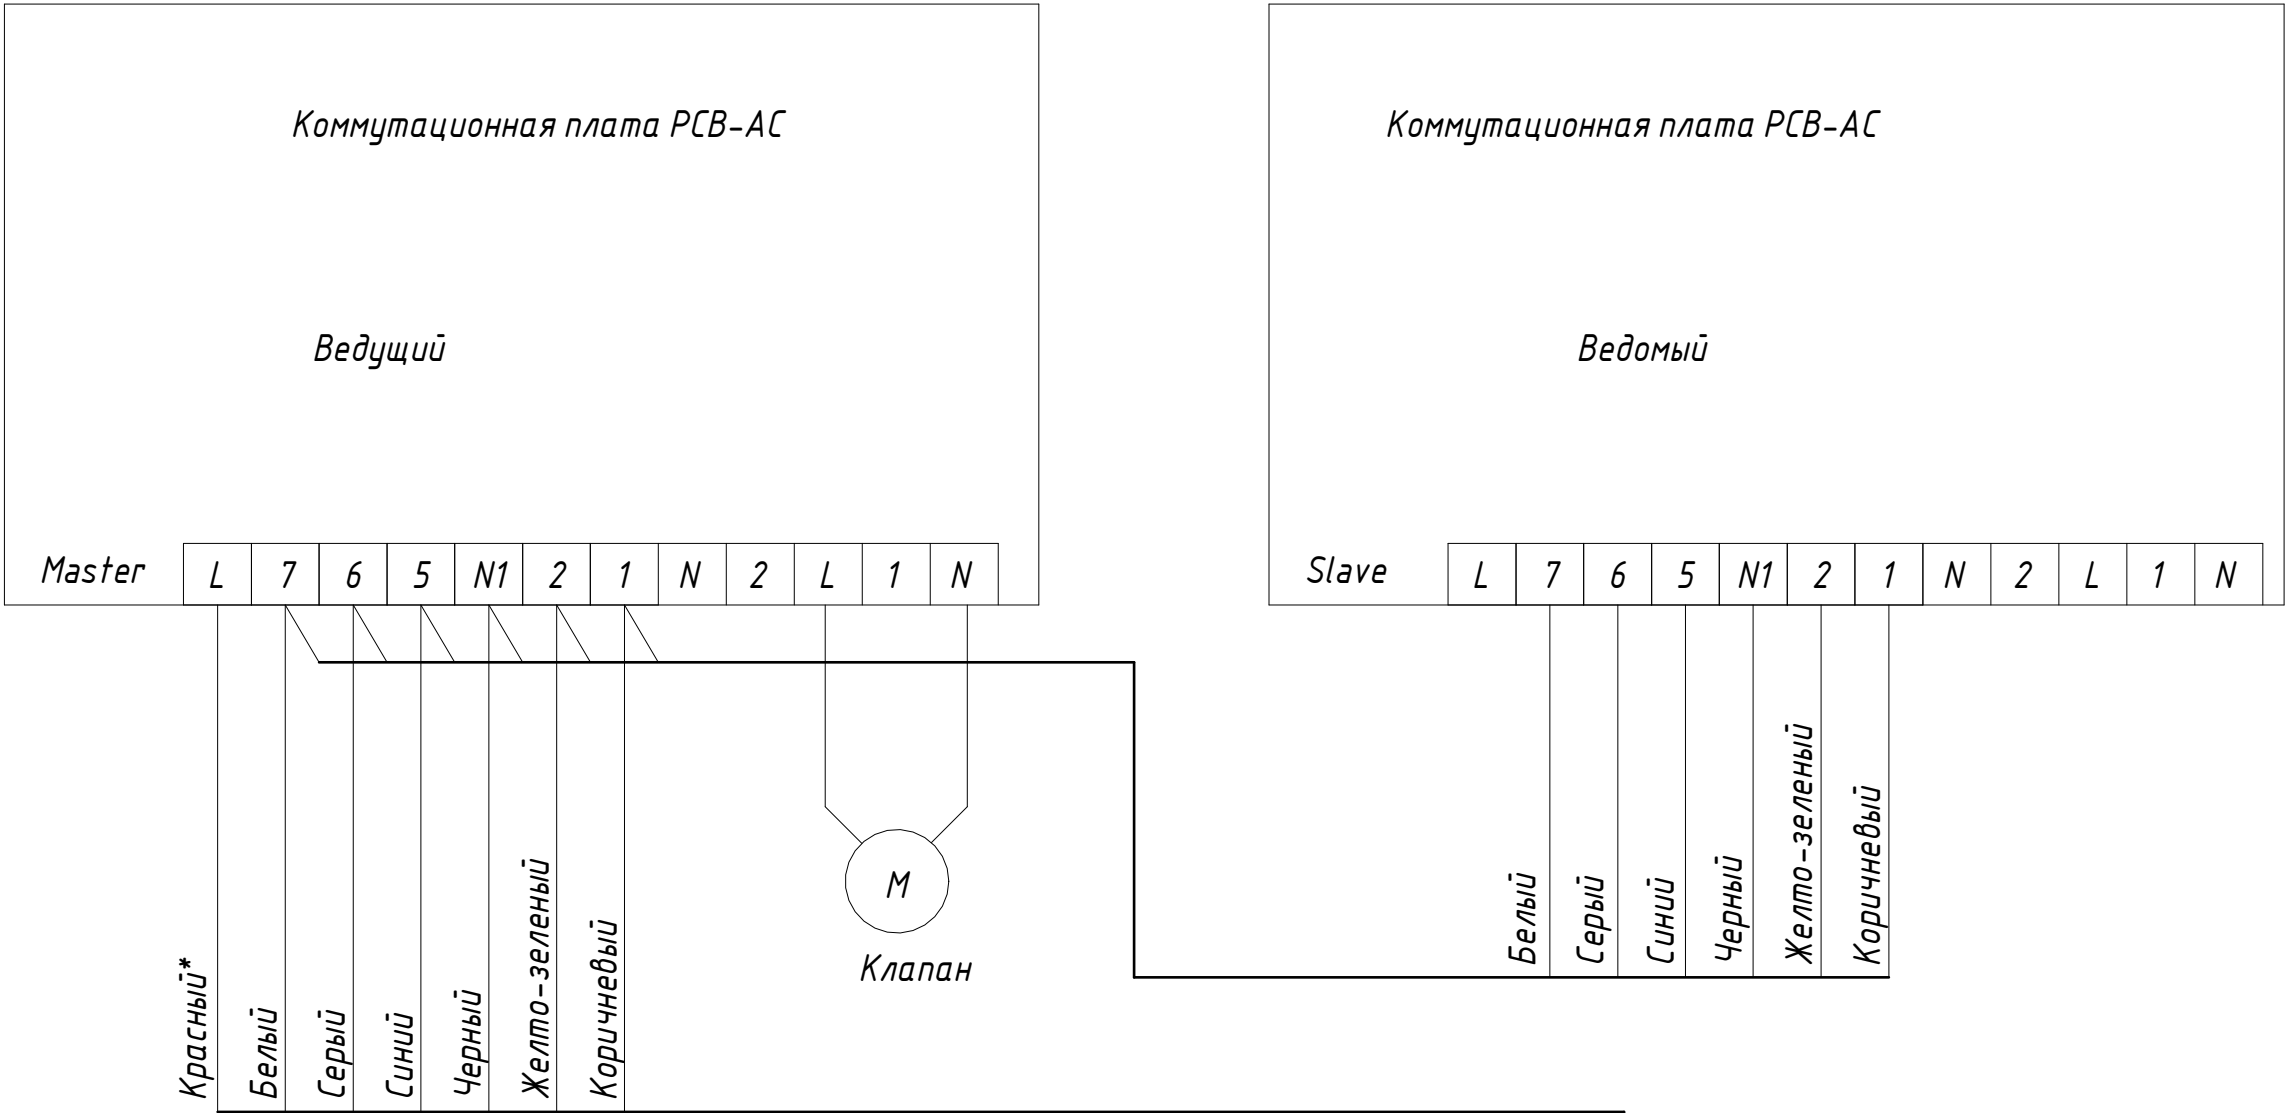 Коммутационная плата PCB-AC
Ведущий
Master L 7 6 5 N1 2 1 N 2 L 1 N
Красный*
Белый
Серый
Синий
Черный
Желто-зеленый
Коричневый
M
Клапан
Коммутационная плата PCB-AC
Ведомый
Slave L 7 6 5 N1 2 1 N 2 L 1 N
Белый
Серый
Синий
Черный
Желто-зеленый
Коричневый